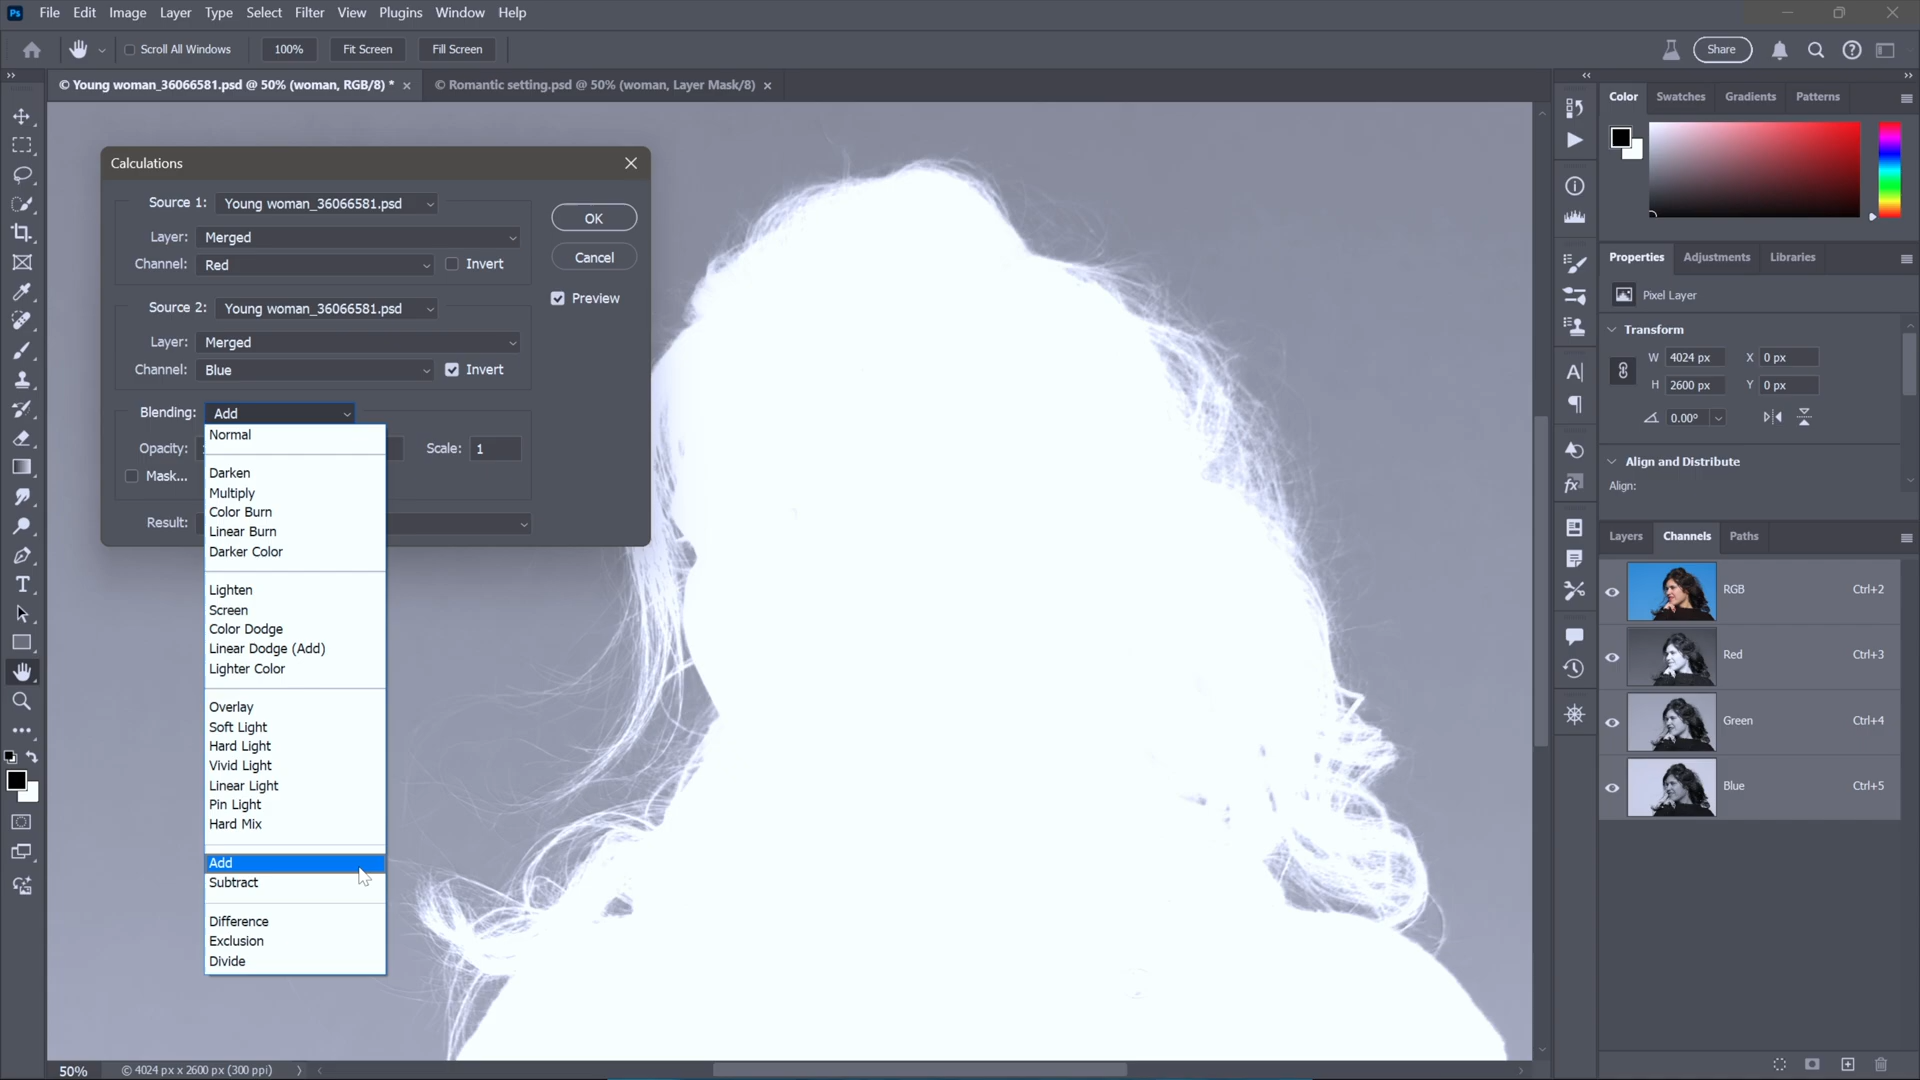 Ps File Edit Image Layer Type Select Filter View Plugins Window Help
Scroll All Windows 100% Fit Screen Fill Screen Share
© Young woman_36066581.psd @ 50% (woman, RGB/8) * × © Romantic setting.psd @ 50% (woman, Layer Mask/8) ×
Calculations
Source 1: Young woman_36066581.psd
Layer: Merged
Channel: Red Invert
OK
Cancel
Preview
Source 2: Young woman_36066581.psd
Layer: Merged
Channel: Blue Invert
Blending: Add
Opacity: Scale: 1
Mask...
Result:
Normal
Darken
Multiply
Color Burn
Linear Burn
Darker Color
Lighten
Screen
Color Dodge
Linear Dodge (Add)
Lighter Color
Overlay
Soft Light
Hard Light
Vivid Light
Linear Light
Pin Light
Hard Mix
Add
Subtract
Difference
Exclusion
Divide
Color Swatches Gradients Patterns
Properties Adjustments Libraries
Pixel Layer
Transform
W 4024 px X 0 px
H 2600 px Y 0 px
0.00°
Align and Distribute
Align:
Layers Channels Paths
RGB Ctrl+2
Red Ctrl+3
Green Ctrl+4
Blue Ctrl+5
50% © 4024 px x 2600 px (300 ppi)